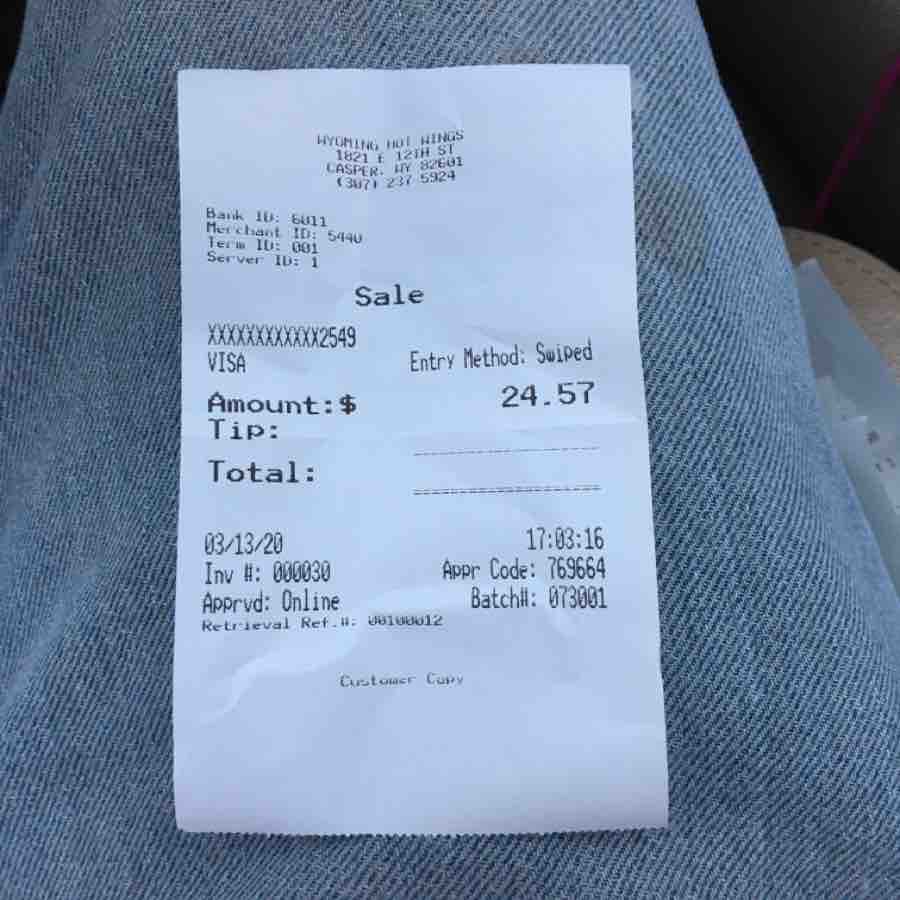 WYOMING HOT WINGS
1821 E 12TH ST
CASPER, WY 82601
(307) 237-5924
Bank ID: 6011
Merchant ID: 5440
Term ID: 001
Server ID: 1
Sale
XXXXXXXXXXXX2549
VISA Entry Method: Swiped
Amount:$ 24.57
Tip:
Total:
03/13/20 17:03:16
Inv #: 000030 Appr Code: 769664
Apprvd: Online Batch#: 073001
Retrieval Ref.#: 00100012
Customer Copy